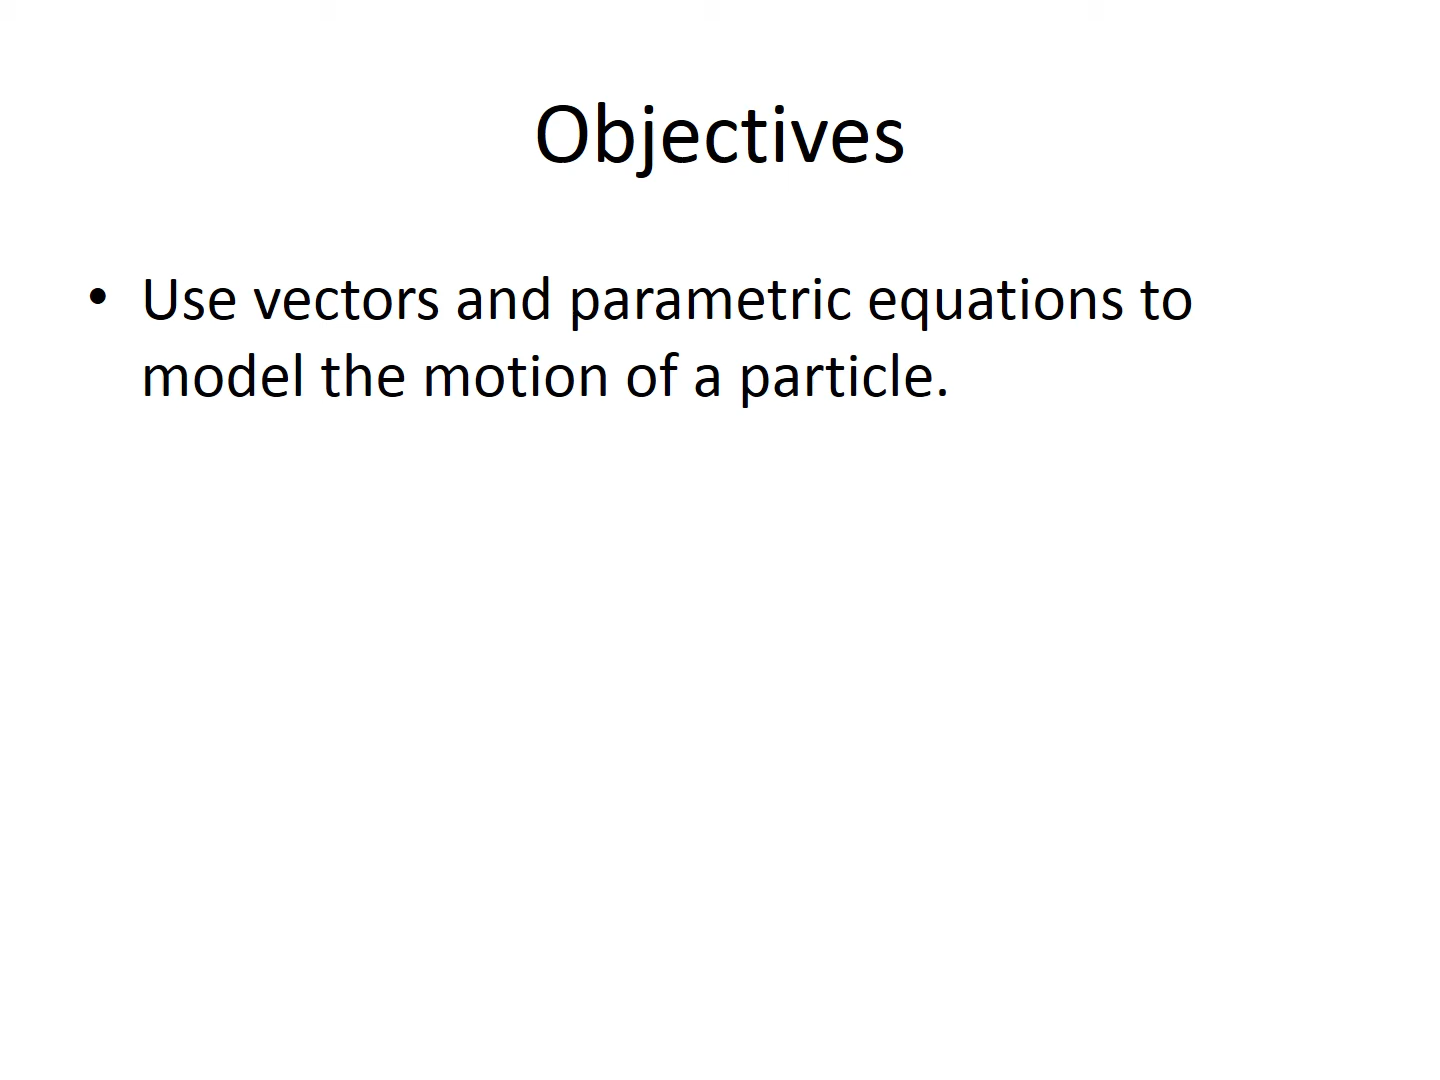 Objectives
• Use vectors and parametric equations to
model the motion of a particle.